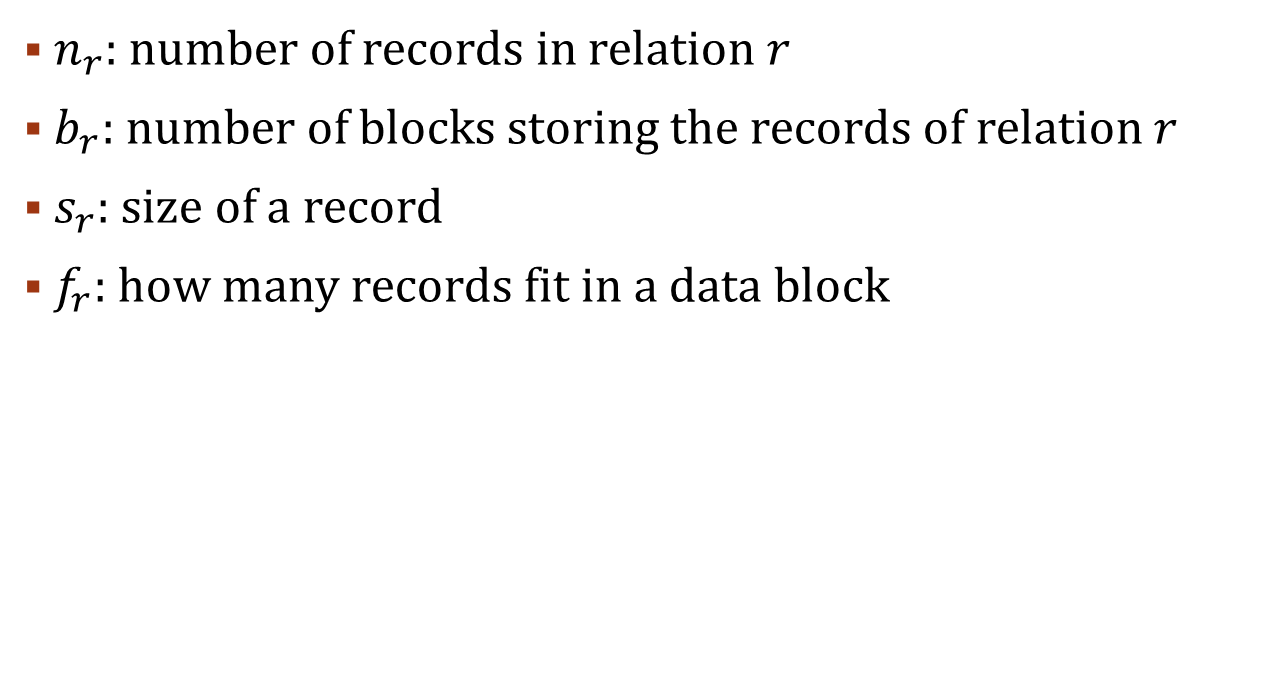 ▪ nᵣ: number of records in relation r
▪ bᵣ: number of blocks storing the records of relation r
▪ sᵣ: size of a record
▪ fᵣ: how many records fit in a data block